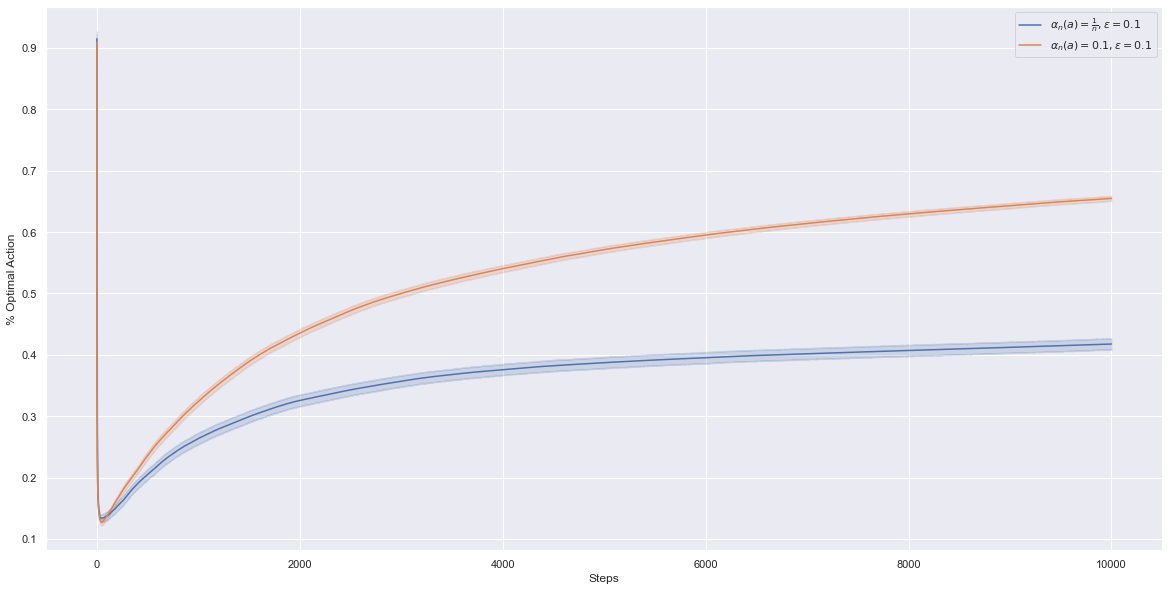 αₙ(a) = 1/n, ε = 0.1
αₙ(a) = 0.1, ε = 0.1
% Optimal Action
0.9
0.8
0.7
0.6
0.5
0.4
0.3
0.2
0.1
0 2000 4000 6000 8000 10000
Steps